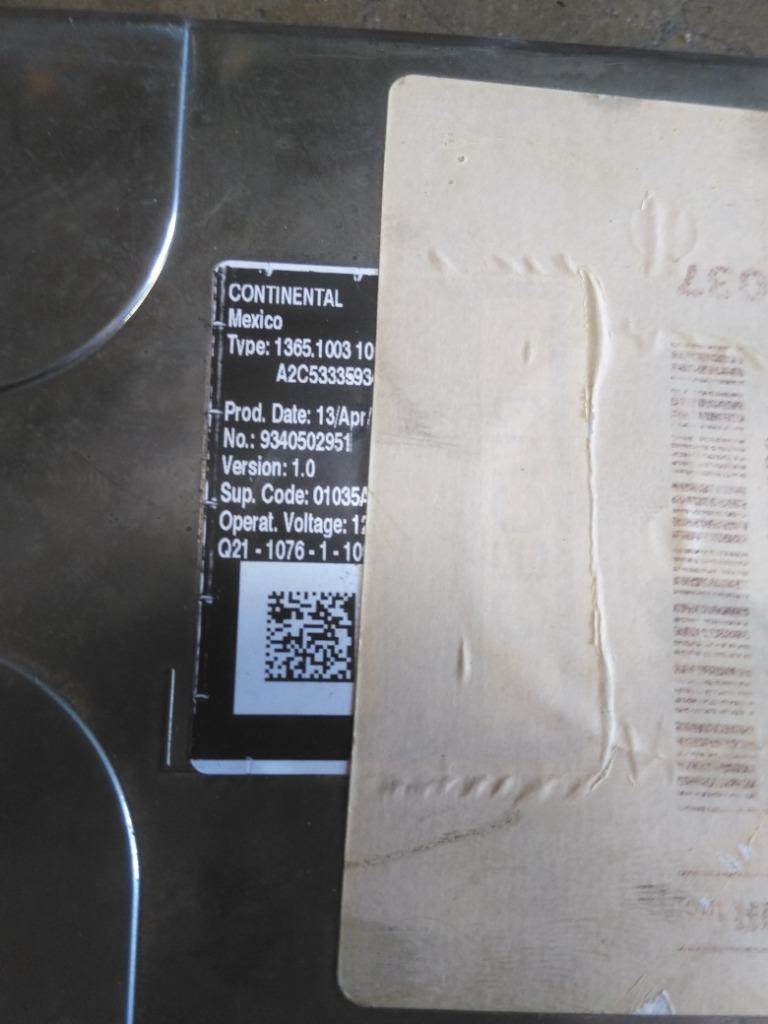 CONTINENTAL
Mexico
Type: 1365.1003 10
A2C5333593
Prod. Date: 13/Apr/
No.: 9340502951
Version: 1.0
Sup. Code: 01035A
Operat. Voltage: 12
Q21 - 1076 - 1 - 10
037